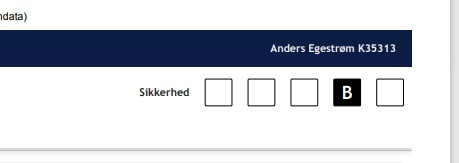 ndata)
Anders Egestrøm K35313
Sikkerhed
B